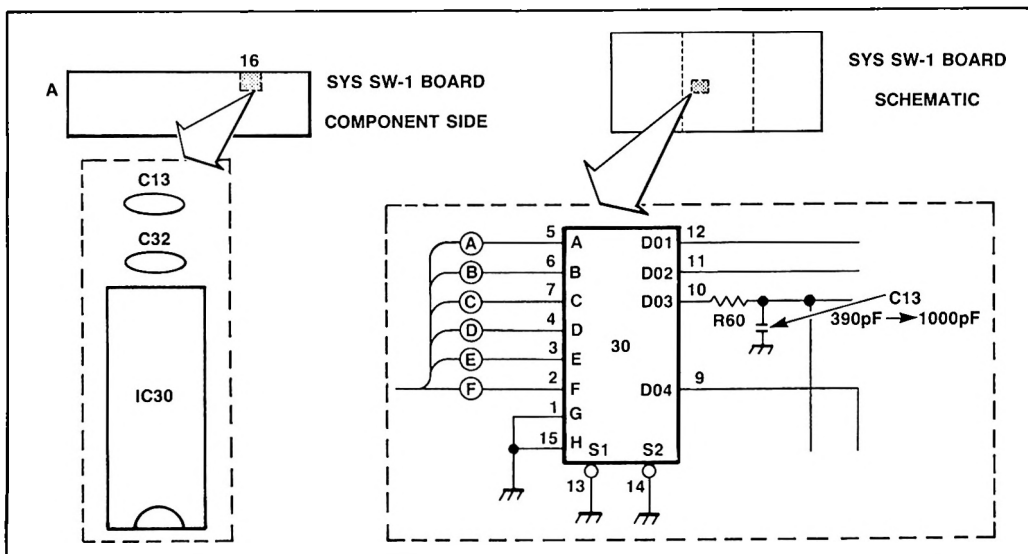 16
A
SYS SW-1 BOARD
COMPONENT SIDE
C13
C32
IC30
SYS SW-1 BOARD
SCHEMATIC
A 5 A
B 6 B
C 7 C
D 4 D
E 3 E
F 2 F
1 G
15 H
30
S1 S2
13 14
D01 12
D02 11
D03 10
D04 9
R60
C13
390pF → 1000pF